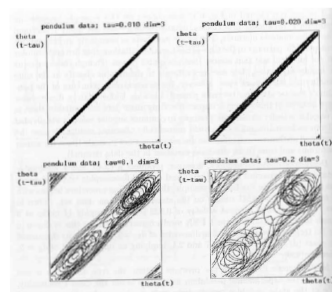 pendulum data; tau=0.010 dim=3
theta
(t-tau)
theta(t)
pendulum data; tau=0.020 dim=3
theta
(t-tau)
theta(t)
pendulum data; tau=0.1 dim=3
theta
(t-tau)
theta(t)
pendulum data; tau=0.2 dim=3
theta
(t-tau)
theta(t)